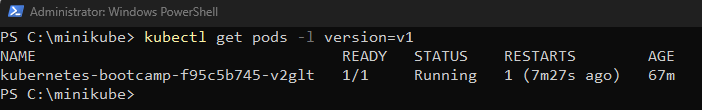 Administrator: Windows PowerShell
PS C:\minikube> kubectl get pods -l version=v1
NAME READY STATUS RESTARTS AGE
kubernetes-bootcamp-f95c5b745-v2glt 1/1 Running 1 (7m27s ago) 67m
PS C:\minikube>